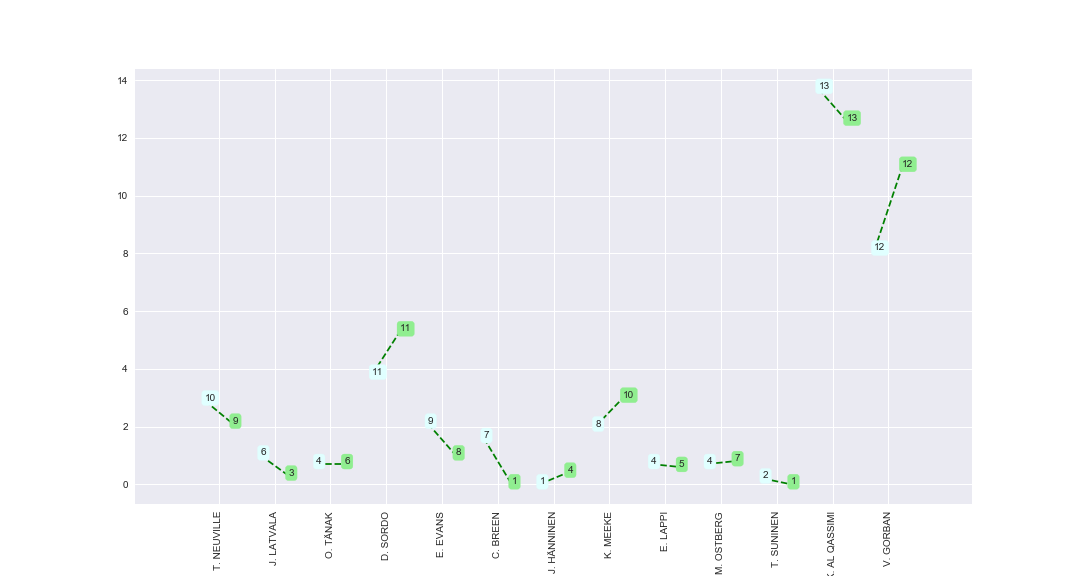 14
12
10
8
6
4
2
0
10
9
6
3
4
6
11
11
9
8
7
1
1
4
8
10
4
5
4
7
2
1
13
13
12
12
T. NEUVILLE
J. LATVALA
O. TÄNAK
D. SORDO
E. EVANS
C. BREEN
J. HÄNNINEN
K. MEEKE
E. LAPPI
M. OSTBERG
T. SUNINEN
K. AL QASSIMI
V. GORBAN